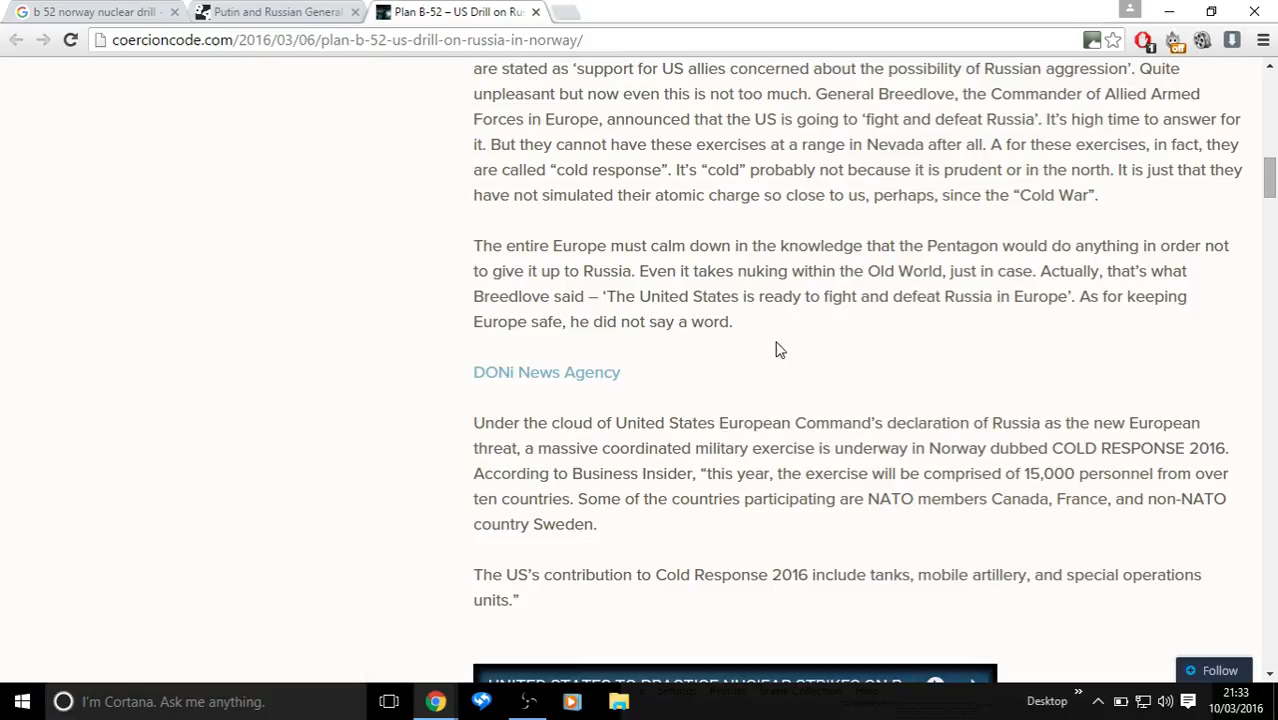 b 52 norway nuclear drill -
Putin and Russian General
Plan B-52 – US Drill on Ru
coercioncode.com/2016/03/06/plan-b-52-us-drill-on-russia-in-norway/
1
off
are stated as ‘support for US allies concerned about the possibility of Russian aggression’. Quite
unpleasant but now even this is not too much. General Breedlove, the Commander of Allied Armed
Forces in Europe, announced that the US is going to ‘fight and defeat Russia’. It’s high time to answer for
it. But they cannot have these exercises at a range in Nevada after all. A for these exercises, in fact, they
are called “cold response”. It’s “cold” probably not because it is prudent or in the north. It is just that they
have not simulated their atomic charge so close to us, perhaps, since the “Cold War”.
The entire Europe must calm down in the knowledge that the Pentagon would do anything in order not
to give it up to Russia. Even it takes nuking within the Old World, just in case. Actually, that’s what
Breedlove said – ‘The United States is ready to fight and defeat Russia in Europe’. As for keeping
Europe safe, he did not say a word.
DONi News Agency
Under the cloud of United States European Command’s declaration of Russia as the new European
threat, a massive coordinated military exercise is underway in Norway dubbed COLD RESPONSE 2016.
According to Business Insider, “this year, the exercise will be comprised of 15,000 personnel from over
ten countries. Some of the countries participating are NATO members Canada, France, and non-NATO
country Sweden.
The US’s contribution to Cold Response 2016 include tanks, mobile artillery, and special operations
units.”
UNITED STATES TO PRACTICE NUCLEAR STRIKES ON R
Follow
Settings Profiles Scene Collection Help
I'm Cortana. Ask me anything.
Desktop
21:33
10/03/2016